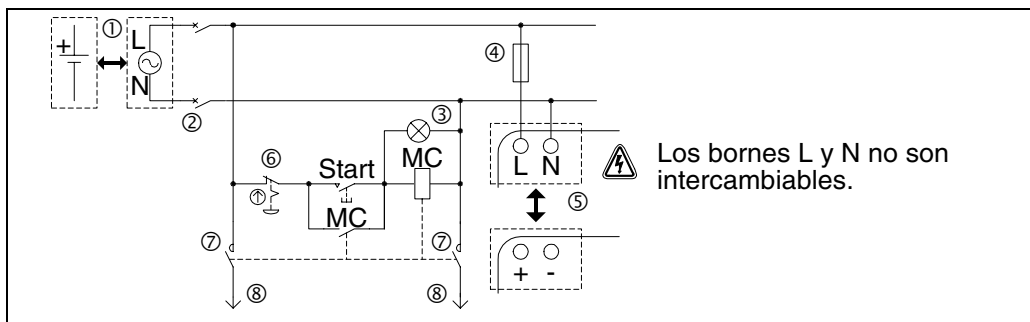 ①
+
L
N
②
③
④
MC
⑥
Start
MC
L N
Los bornes L y N no son
intercambiables.
⑤
⑦
⑦
+ -
⑧
⑧